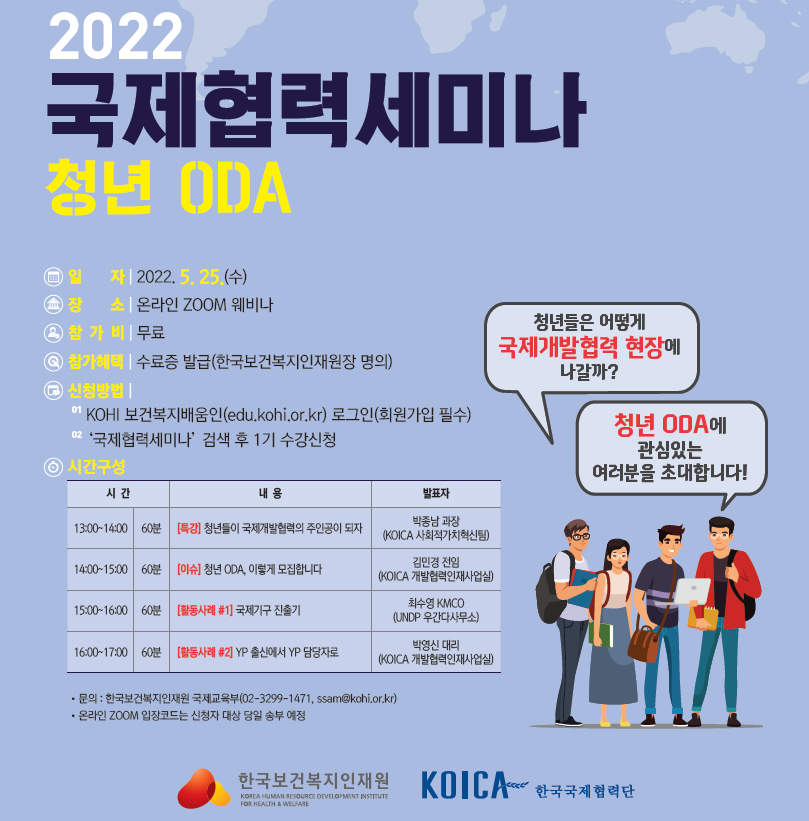 2022
국제협력세미나
청년 ODA
일 자 | 2022. 5. 25.(수)
장 소 | 온라인 ZOOM 웨비나
참 가 비 | 무료
참가혜택 | 수료증 발급(한국보건복지인재원장 명의)
신청방법 |
01 KOHI 보건복지배움인(edu.kohi.or.kr) 로그인(회원가입 필수)
02 ‘국제협력세미나’ 검색 후 1기 수강신청
시간구성
시 간 내 용 발표자
13:00~14:00 60분 [특강] 청년들이 국제개발협력의 주인공이 되자 박종남 과장
(KOICA 사회적가치혁신팀)
14:00~15:00 60분 [이슈] 청년 ODA, 이렇게 모집합니다 김민경 전임
(KOICA 개발협력인재사업실)
15:00~16:00 60분 [활동사례 #1] 국제기구 진출기 최수영 KMCO
(UNDP 우간다사무소)
16:00~17:00 60분 [활동사례 #2] YP 출신에서 YP 담당자로 박영신 대리
(KOICA 개발협력인재사업실)
청년들은 어떻게
국제개발협력 현장에
나갈까?
청년 ODA에
관심있는
여러분을 초대합니다!
• 문의 : 한국보건복지인재원 국제교육부(02-3299-1471, ssam@kohi.or.kr)
• 온라인 ZOOM 입장코드는 신청자 대상 당일 송부 예정
한국보건복지인재원
KOREA HUMAN RESOURCE DEVELOPMENT INSTITUTE
FOR HEALTH & WELFARE
KOICA 한국국제협력단